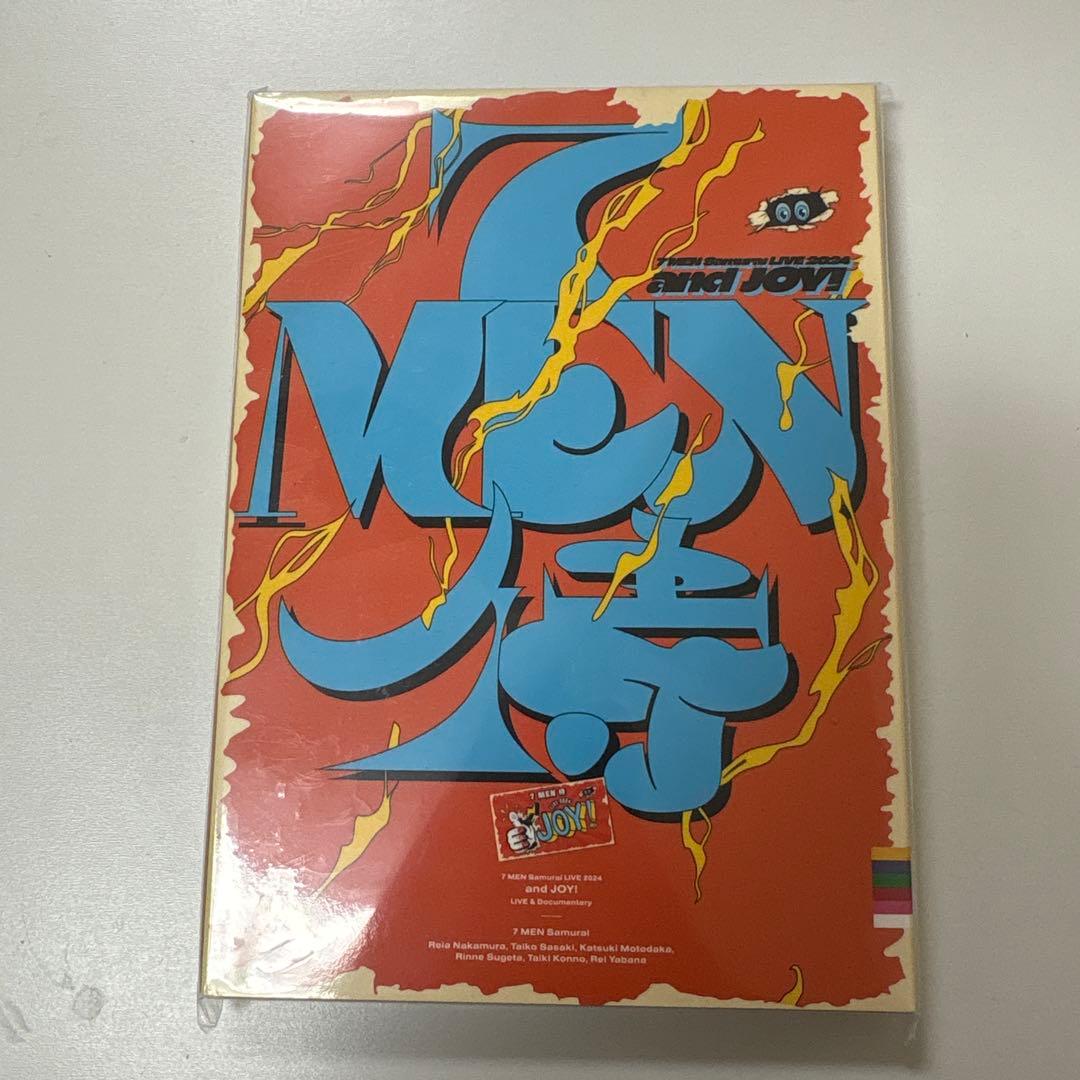 7
MEN
侍
7 MEN Samurai LIVE 2024
and JOY!
7 MEN 侍
JOY!
7 MEN Samurai LIVE 2024
and JOY!
LIVE & Documentary
7 MEN Samurai
Reia Nakamura, Taiko Sasaki, Katsuki Motodaka,
Rinne Sugeta, Taiki Konno, Rei Yabana